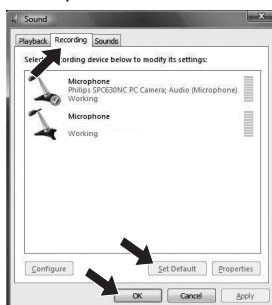 Sound
Playback Recording Sounds
Select a recording device below to modify its settings:
Microphone
Philips SPC630NC PC Camera; Audio (Microphone)
Working
Microphone
Working
Configure Set Default Properties
OK Cancel Apply